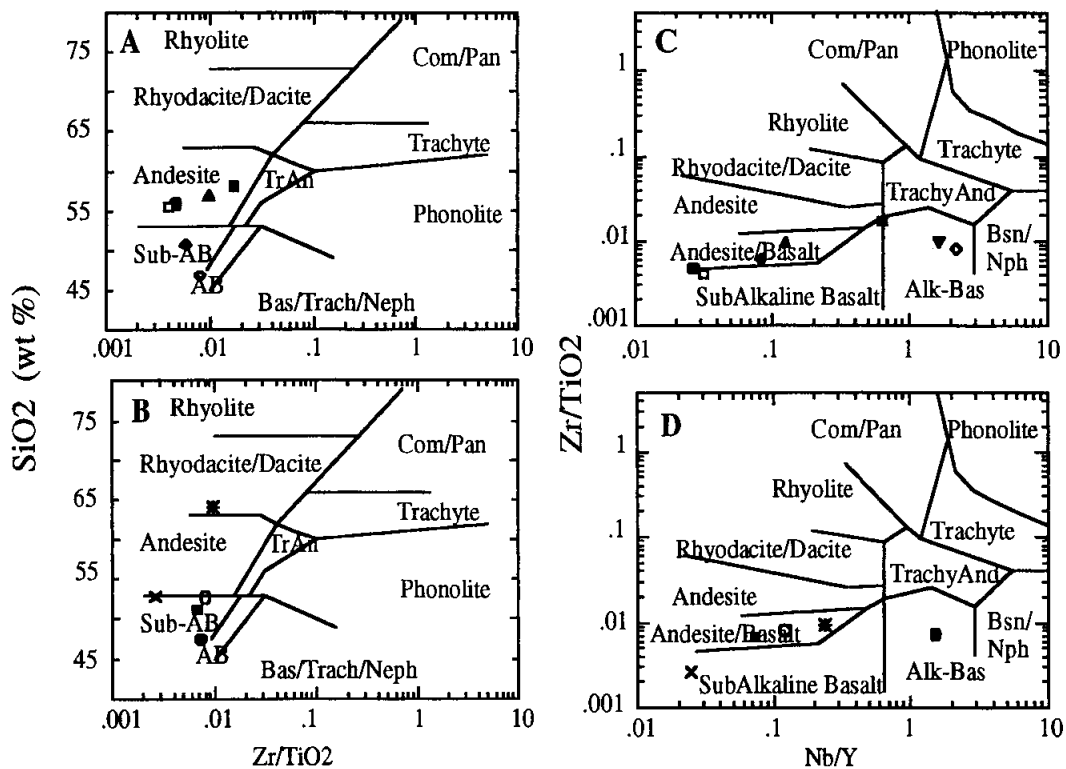 A
Rhyolite
Com/Pan
Rhyodacite/Dacite
Trachyte
Andesite
TrAn
Phonolite
Sub-AB
AB
Bas/Trach/Neph
75
65
55
45
.001
.01
.1
1
10
C
Com/Pan
Phonolite
Rhyolite
Trachyte
Rhyodacite/Dacite
TrachyAnd
Andesite
Andesite/Basalt
Bsn/
Nph
SubAlkaline Basalt
Alk-Bas
1
.1
.01
.001
0.01
0.1
1
10
SiO2 (wt %)
Zr/TiO2
B
Rhyolite
Com/Pan
Rhyodacite/Dacite
Trachyte
Andesite
TrAn
Phonolite
Sub-AB
AB
Bas/Trach/Neph
75
65
55
45
.001
.01
.1
1
10
Zr/TiO2
D
Com/Pan
Phonolite
Rhyolite
Trachyte
Rhyodacite/Dacite
TrachyAnd
Andesite
Andesite/Basalt
Bsn/
Nph
SubAlkaline Basalt
Alk-Bas
1
.1
.01
.001
0.01
.1
1
10
Nb/Y